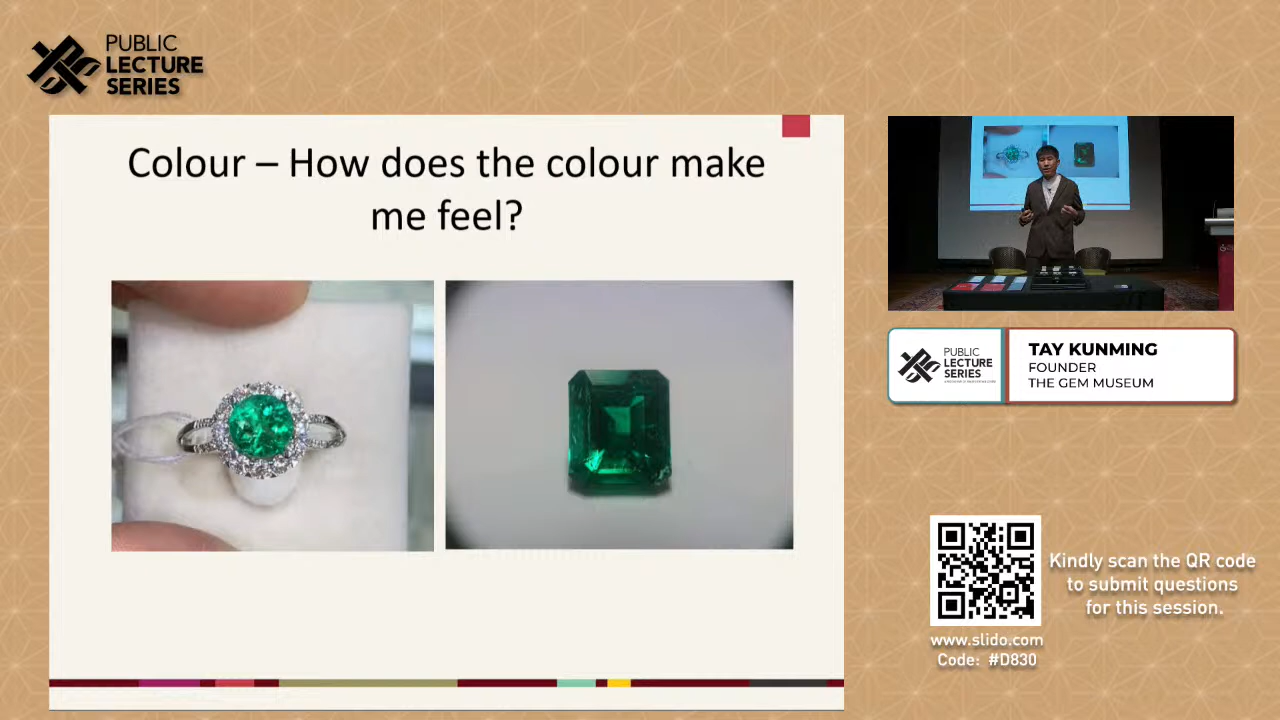 PUBLIC
LECTURE
SERIES
Colour – How does the colour make
me feel?
PUBLIC
LECTURE
SERIES
TAY KUNMING
FOUNDER
THE GEM MUSEUM
Kindly scan the QR code
to submit questions
for this session.
www.slido.com
Code: #D830